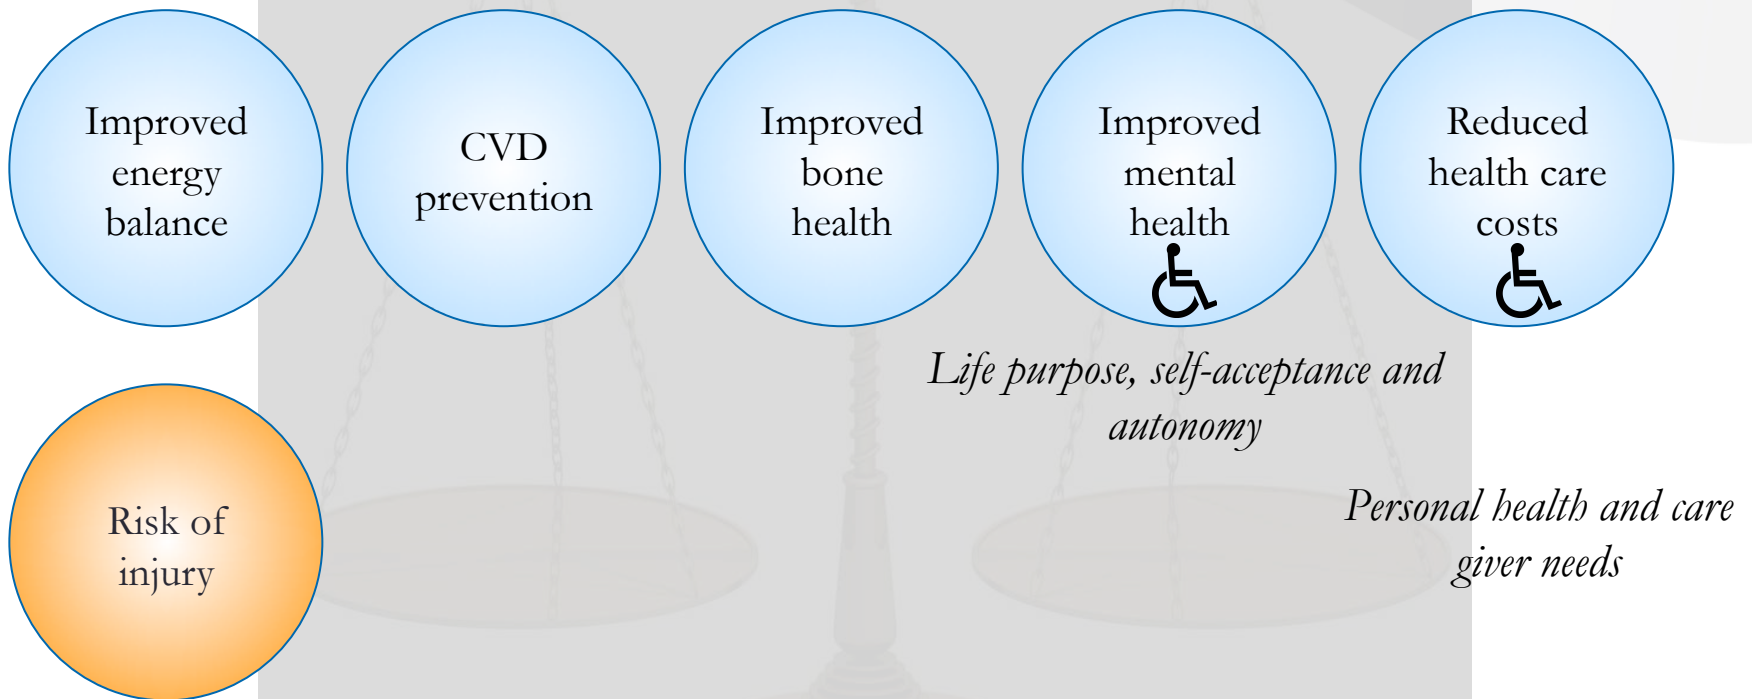 Improved
energy
balance
CVD
prevention
Improved
bone
health
Improved
mental
health
Reduced
health care
costs
Life purpose, self-acceptance and
autonomy
Risk of
injury
Personal health and care
giver needs